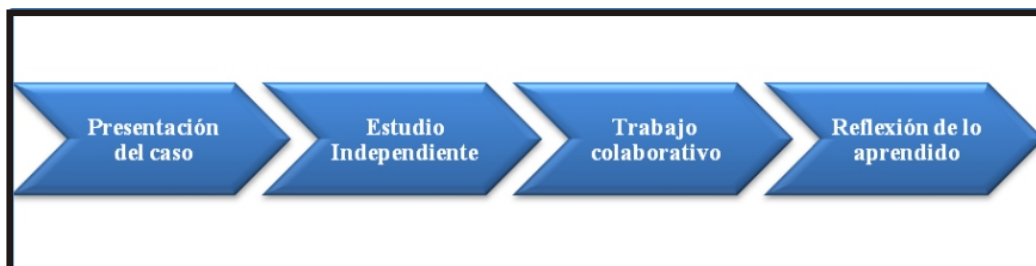 Presentación
del caso
Estudio
Independiente
Trabajo
colaborativo
Reflexión de lo
aprendido